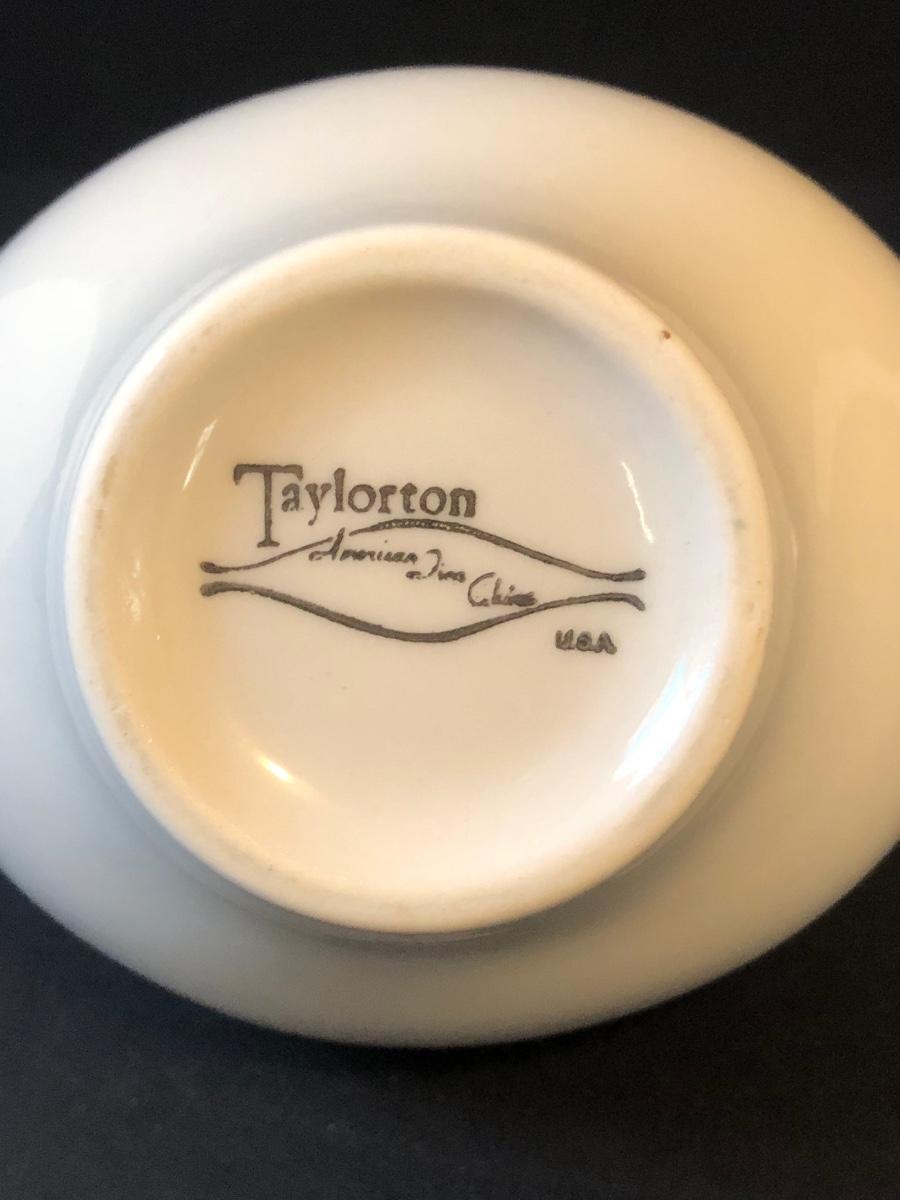 Taylorton
American Fine
China
USA